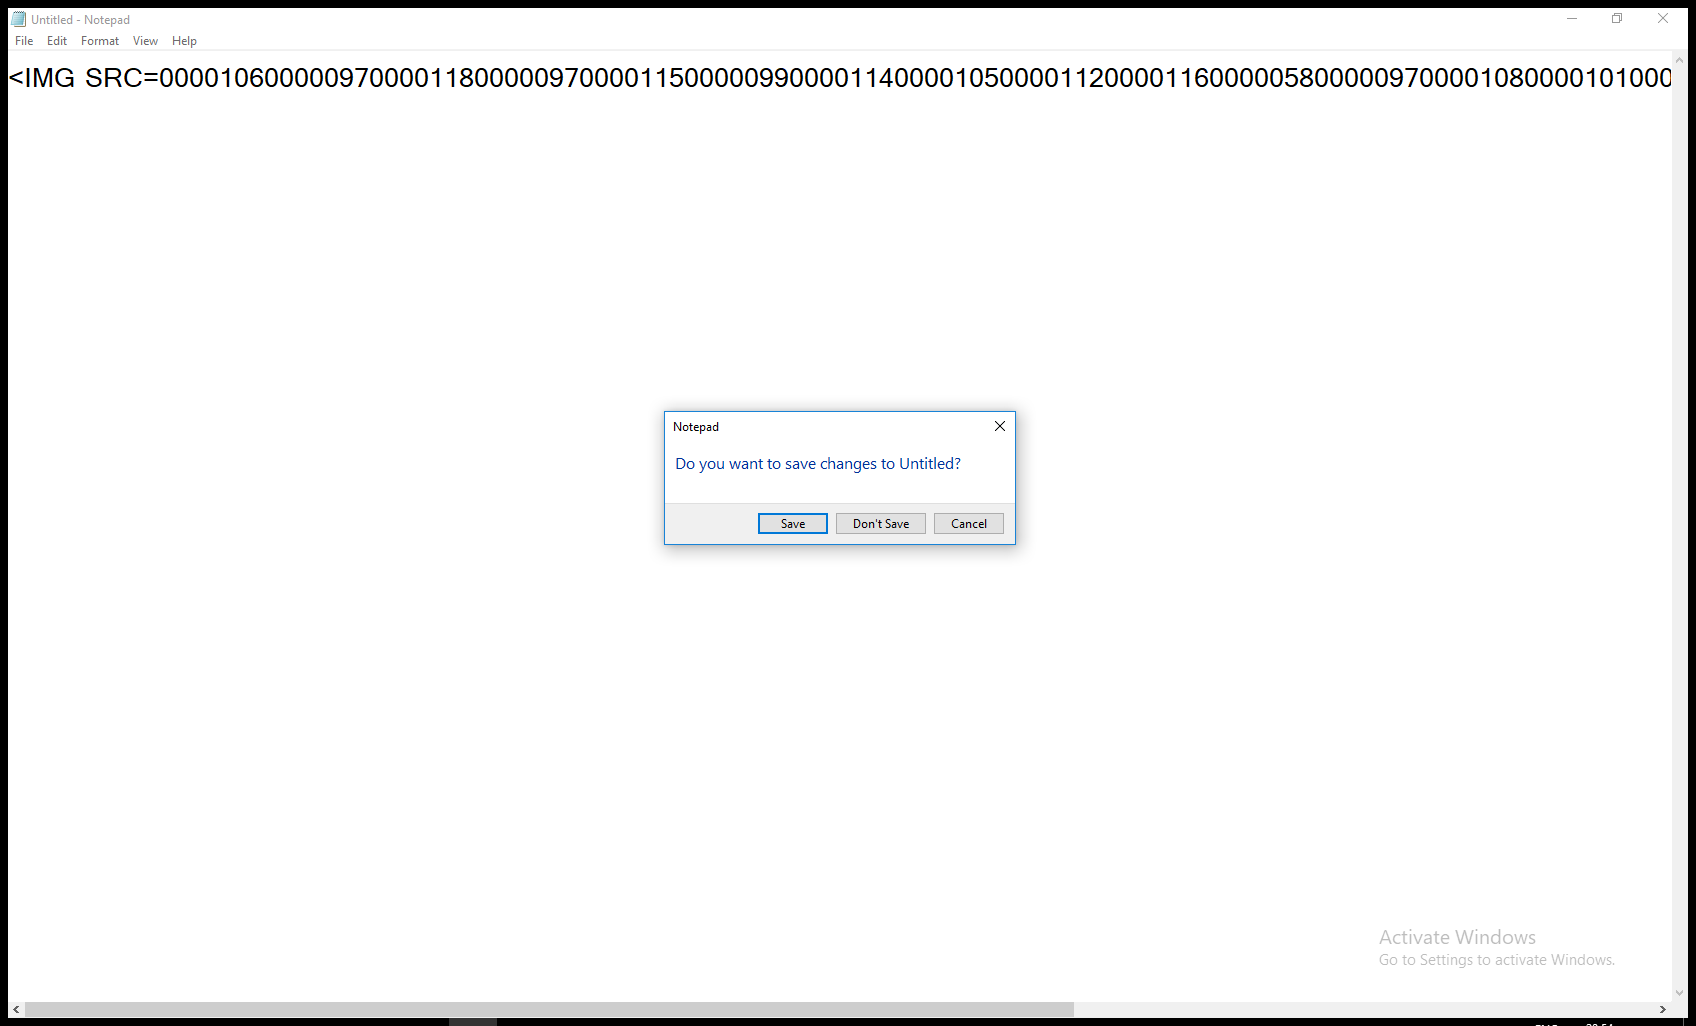 Untitled - Notepad
File Edit Format View Help
<IMG SRC=00001060000097000011800000970000115000009900001140000105000011200001160000058000009700001080000101000
Notepad
Do you want to save changes to Untitled?
Save Don't Save Cancel
Activate Windows
Go to Settings to activate Windows.